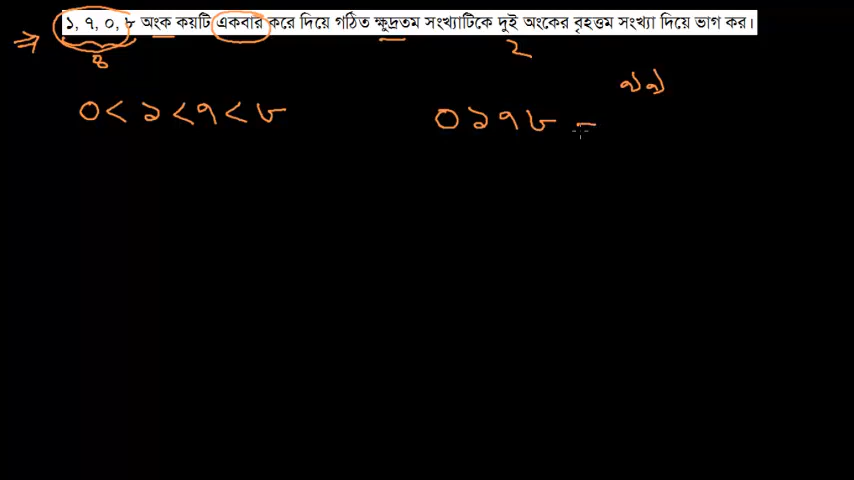 ১, ৭, ০, ৮ অংক কয়টি একবার করে দিয়ে গঠিত ক্ষুদ্রতম সংখ্যাটিকে দুই অংকের বৃহত্তম সংখ্যা দিয়ে ভাগ কর।
৪ ২
৯৯
০ < ১ < ৭ < ৮ ০১৭৮ -